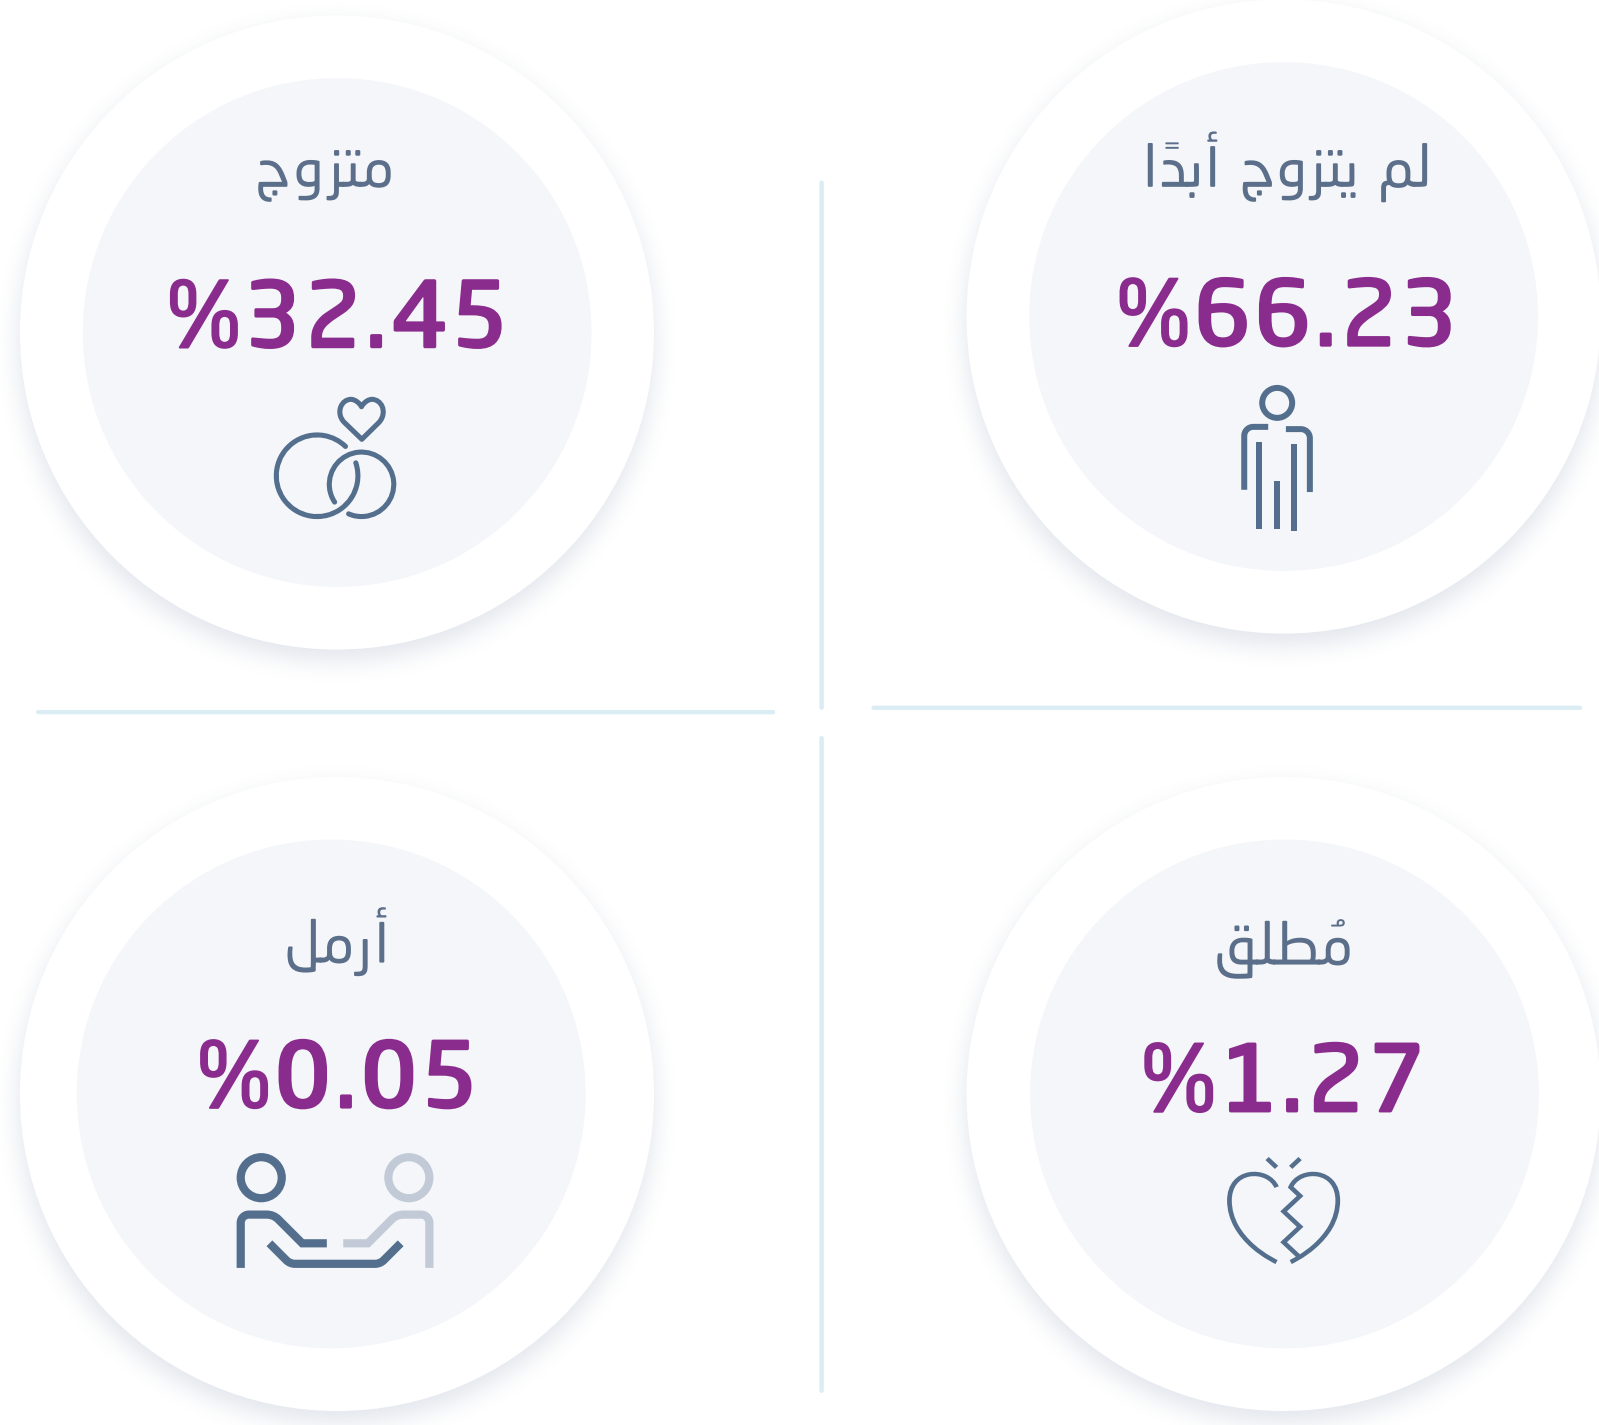 لم يتزوج أبدًا
%66.23
متزوج
%32.45
مُطلق
%1.27
أرمل
%0.05